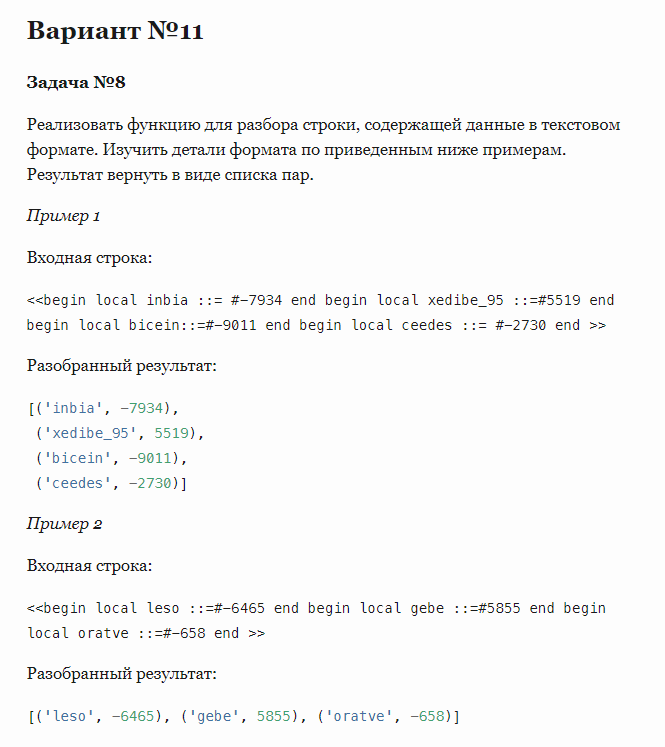 Вариант №11
Задача №8
Реализовать функцию для разбора строки, содержащей данные в текстовом
формате. Изучить детали формата по приведенным ниже примерам.
Результат вернуть в виде списка пар.
Пример 1
Входная строка:
<<begin local inbia ::= #-7934 end begin local xedibe_95 ::=#5519 end
begin local bicein::=#-9011 end begin local ceedes ::= #-2730 end >>
Разобранный результат:
[('inbia', -7934),
 ('xedibe_95', 5519),
 ('bicein', -9011),
 ('ceedes', -2730)]
Пример 2
Входная строка:
<<begin local leso ::=#-6465 end begin local gebe ::=#5855 end begin
local oratve ::=#-658 end >>
Разобранный результат:
[('leso', -6465), ('gebe', 5855), ('oratve', -658)]